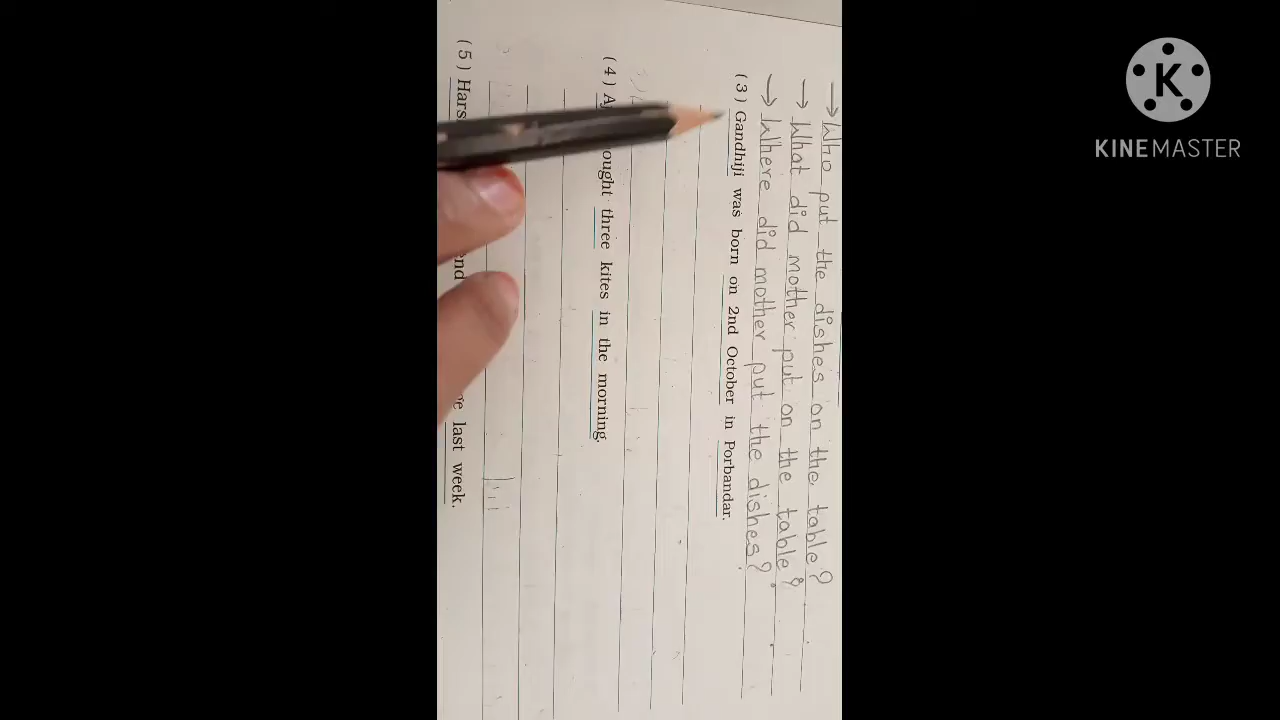 → Who put the dishes on the table?
→ What did mother put on the table?
→ Where did mother put the dishes?
(3) Gandhiji was born on 2nd October in Porbandar.
(4) three kites in the morning.
(5) last week.
K
KINEMASTER